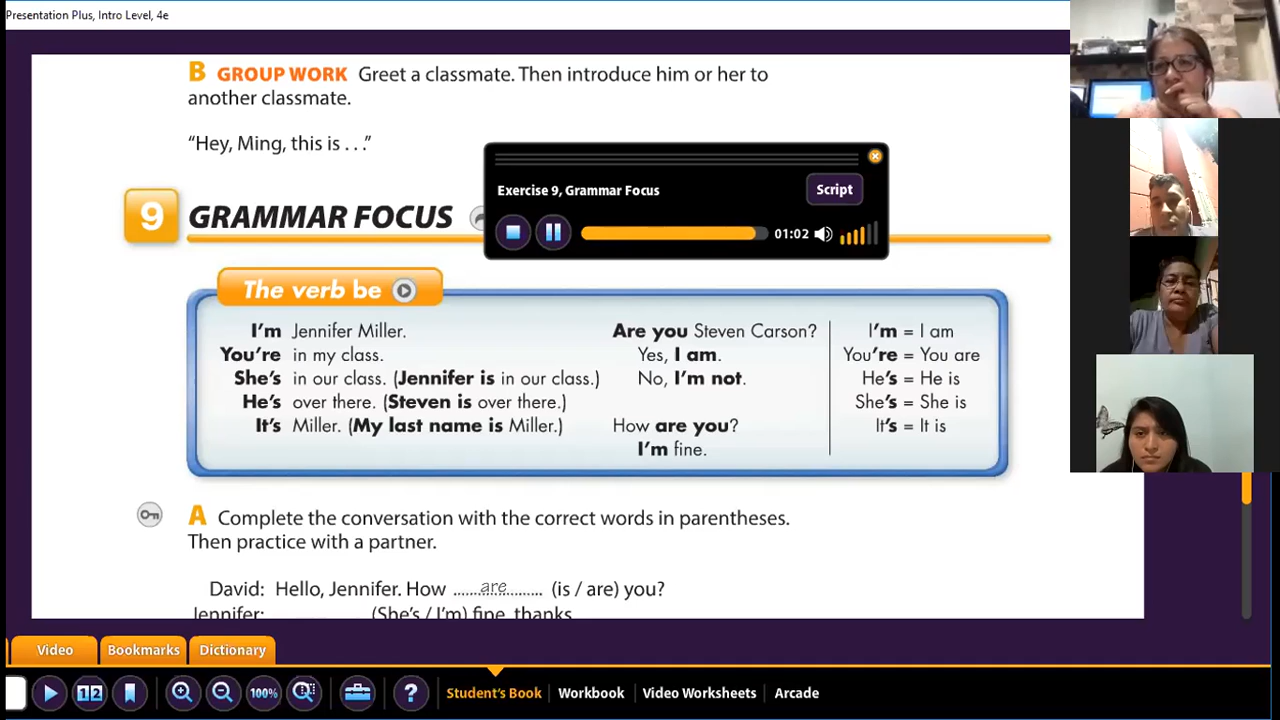 Presentation Plus, Intro Level, 4e
B GROUP WORK Greet a classmate. Then introduce him or her to
another classmate.
“Hey, Ming, this is . . .”
Exercise 9, Grammar Focus
Script
01:02
9 GRAMMAR FOCUS
The verb be
I'm Jennifer Miller.
You're in my class.
She's in our class. (Jennifer is in our class.)
He's over there. (Steven is over there.)
It's Miller. (My last name is Miller.)
Are you Steven Carson?
Yes, I am.
No, I'm not.
How are you?
I'm fine.
I'm = I am
You're = You are
He's = He is
She's = She is
It's = It is
A Complete the conversation with the correct words in parentheses.
Then practice with a partner.
David: Hello, Jennifer. How ......are......... (is / are) you?
Jennifer: (She's / I'm) fine, thanks
Video
Bookmarks
Dictionary
1 2
100%
?
Student's Book
Workbook
Video Worksheets
Arcade